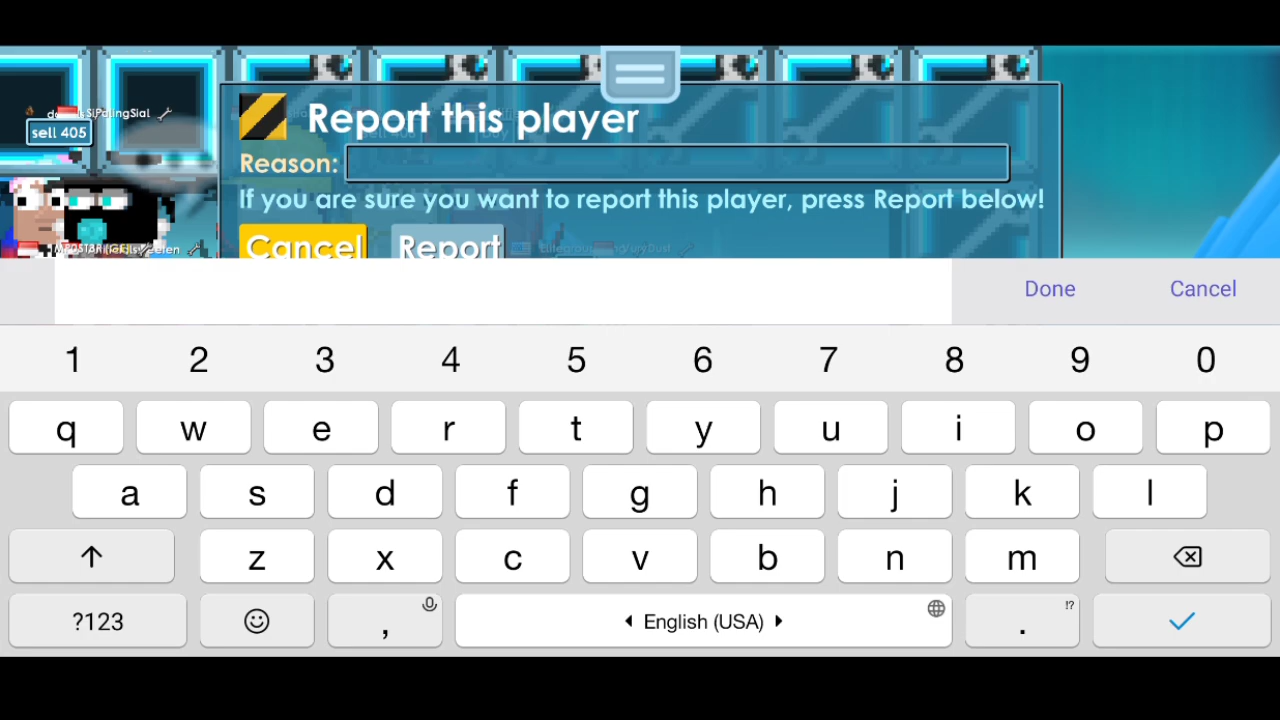 SiPalingSial
sell 405
Report this player
Reason:
If you are sure you want to report this player, press Report below!
Cancel Report
Done Cancel
1 2 3 4 5 6 7 8 9 0
q w e r t y u i o p
a s d f g h j k l
z x c v b n m
?123 , English (USA) . !?